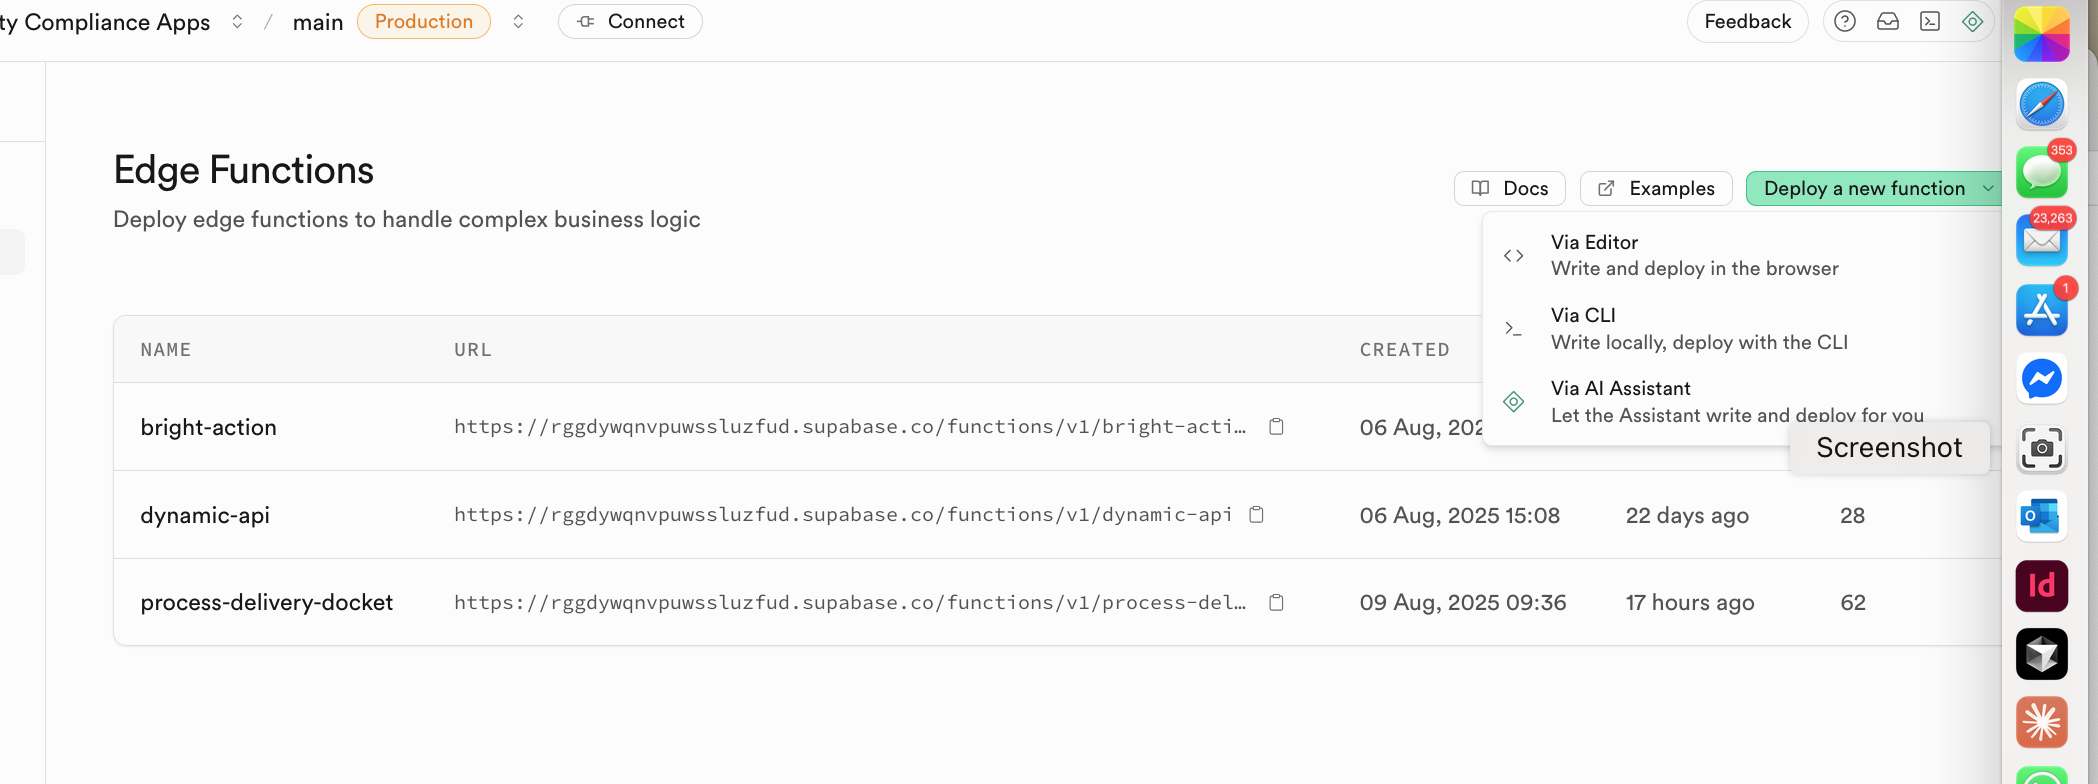 ty Compliance Apps / main Production Connect Feedback
Edge Functions
Deploy edge functions to handle complex business logic
Docs Examples Deploy a new function
Via Editor
Write and deploy in the browser
Via CLI
Write locally, deploy with the CLI
Via AI Assistant
Let the Assistant write and deploy for you
Screenshot
NAME URL CREATED
bright-action https://rggdywqnvpuwssluzfud.supabase.co/functions/v1/bright-acti… 06 Aug, 202
dynamic-api https://rggdywqnvpuwssluzfud.supabase.co/functions/v1/dynamic-api 06 Aug, 2025 15:08 22 days ago 28
process-delivery-docket https://rggdywqnvpuwssluzfud.supabase.co/functions/v1/process-del… 09 Aug, 2025 09:36 17 hours ago 62
353
23,263
1
O
Id